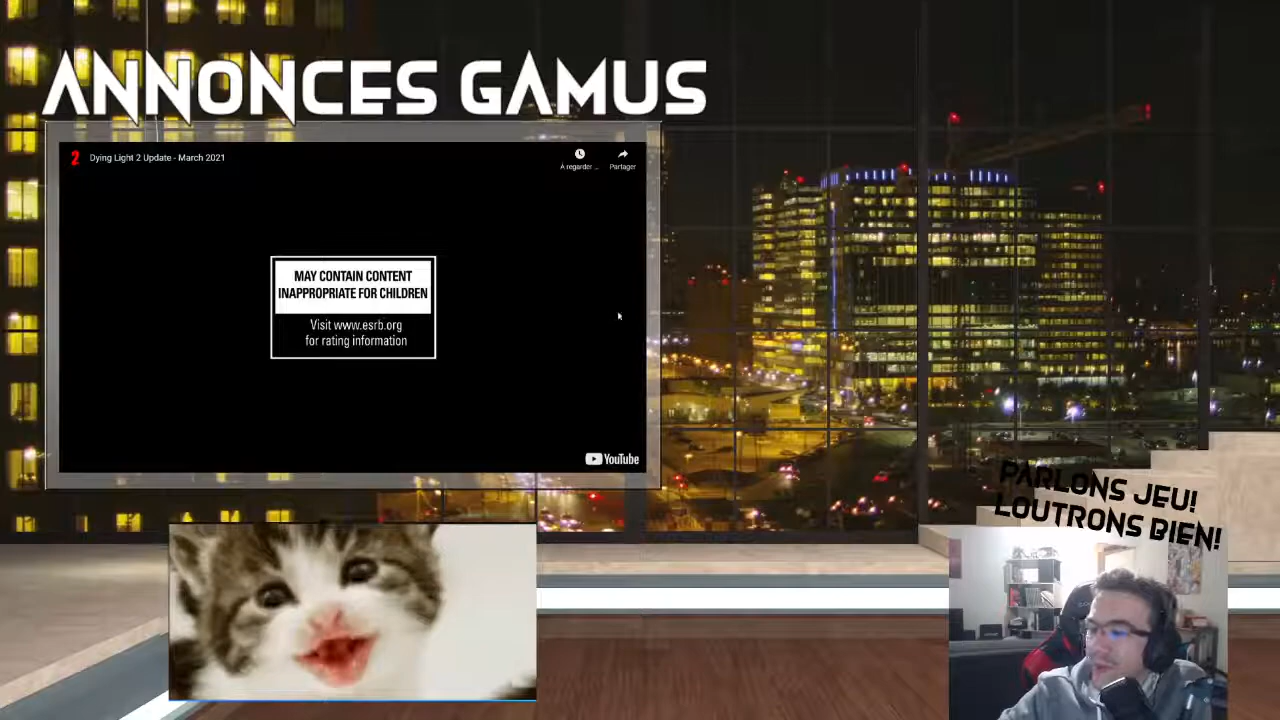 ANNONCES GAMUS
2 Dying Light 2 Update - March 2021
À regarder ...
Partager
MAY CONTAIN CONTENT
INAPPROPRIATE FOR CHILDREN
Visit www.esrb.org
for rating information
YouTube
PARLONS JEU!
LOUTRONS BIEN!